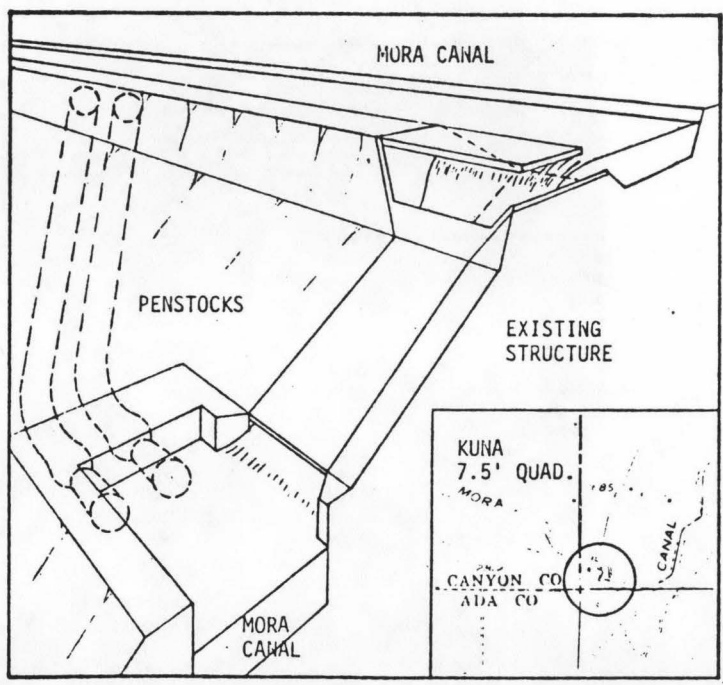 MORA CANAL
PENSTOCKS
EXISTING
STRUCTURE
KUNA
7.5' QUAD.
MORA
CANAL
CANYON CO
ADA CO
MORA
CANAL